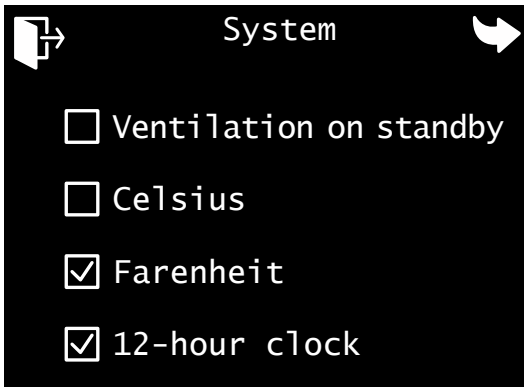 System
Ventilation on standby
Celsius
Farenheit
12-hour clock